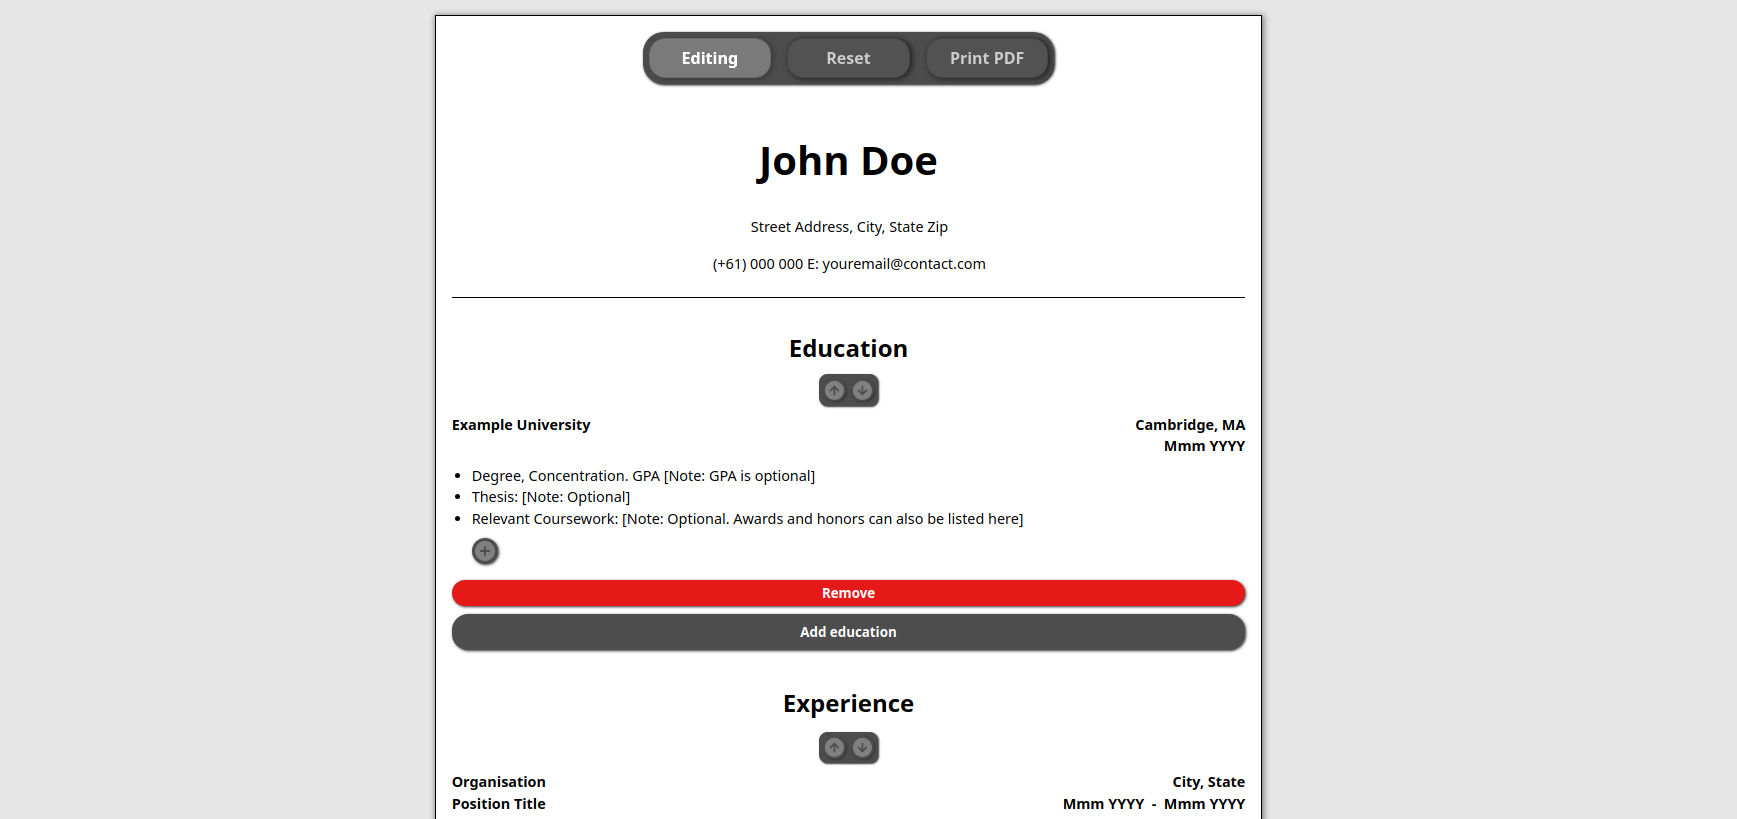 Editing Reset Print PDF
John Doe
Street Address, City, State Zip
(+61) 000 000 E: youremail@contact.com
Education
Example University Cambridge, MA
Mmm YYYY
• Degree, Concentration. GPA [Note: GPA is optional]
• Thesis: [Note: Optional]
• Relevant Coursework: [Note: Optional. Awards and honors can also be listed here]
Remove
Add education
Experience
Organisation City, State
Position Title Mmm YYYY - Mmm YYYY